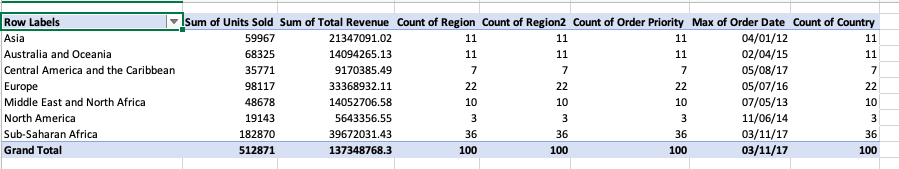 Row Labels Sum of Units Sold Sum of Total Revenue Count of Region Count of Region2 Count of Order Priority Max of Order Date Count of Country
Asia 59967 21347091.02 11 11 11 04/01/12 11
Australia and Oceania 68325 14094265.13 11 11 11 02/04/15 11
Central America and the Caribbean 35771 9170385.49 7 7 7 05/08/17 7
Europe 98117 33368932.11 22 22 22 05/07/16 22
Middle East and North Africa 48678 14052706.58 10 10 10 07/05/13 10
North America 19143 5643356.55 3 3 3 11/06/14 3
Sub-Saharan Africa 182870 39672031.43 36 36 36 03/11/17 36
Grand Total 512871 137348768.3 100 100 100 03/11/17 100